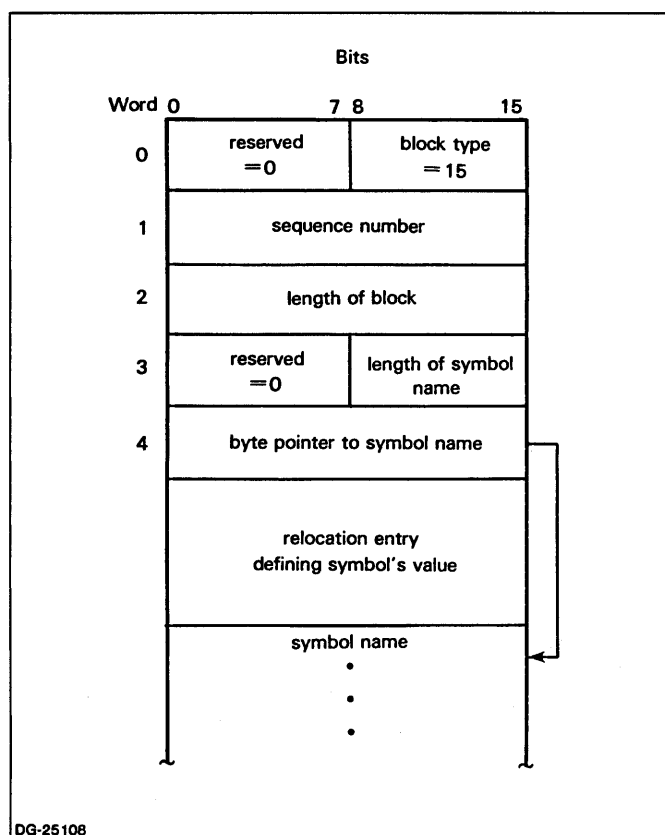 Bits
Word 0 7 8 15
0 reserved =0 block type = 15
1 sequence number
2 length of block
3 reserved =0 length of symbol name
4 byte pointer to symbol name
relocation entry
defining symbol's value
symbol name
DG-25108